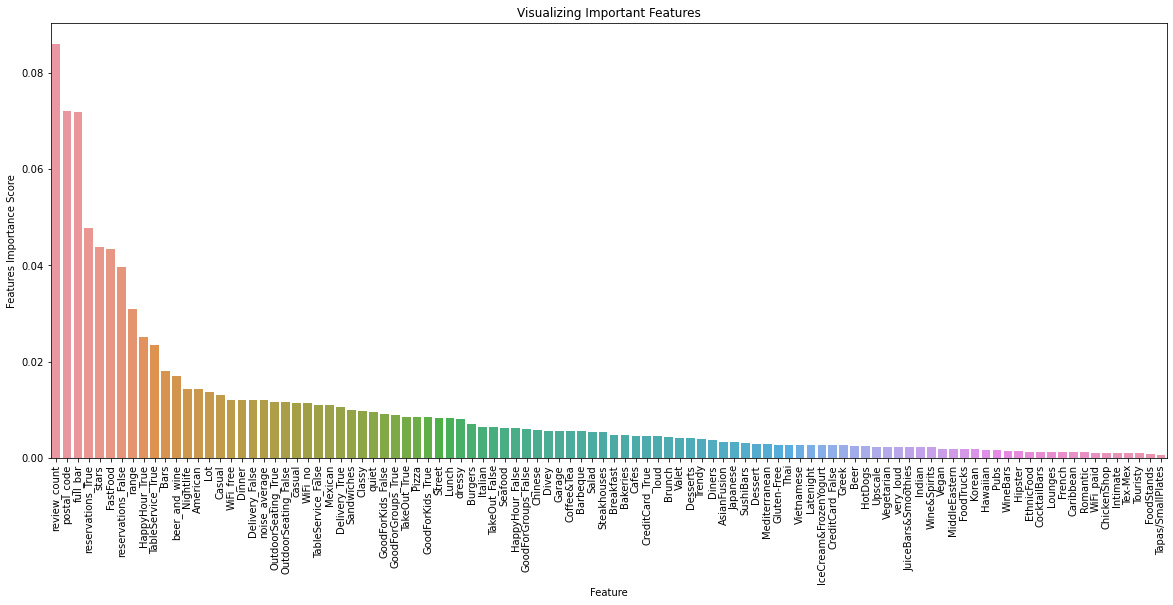 Visualizing Important Features
Features Importance Score
0.08
0.06
0.04
0.02
0.00
review_count
postal_code
full_bar
reservations_True
stars
FastFood
reservations_False
range
HappyHour_True
TableService_True
Bars
beer_and_wine
Nightlife
American
Lot
Casual
WiFi_free
Dinner
Delivery_False
noise_average
OutdoorSeating_True
OutdoorSeating_False
casual
WiFi_no
TableService_False
Mexican
Delivery_True
Sandwiches
Classy
quiet
GoodForKids_False
GoodForGroups_True
TakeOut_True
Pizza
GoodForKids_True
Street
Lunch
dressy
Burgers
Italian
TakeOut_False
Seafood
HappyHour_False
GoodForGroups_False
Chinese
Divey
Garage
Coffee&Tea
Barbeque
Salad
Steakhouses
Breakfast
Bakeries
Cafes
CreditCard_True
loud
Brunch
Valet
Desserts
Trendy
Diners
AsianFusion
Japanese
SushiBars
Dessert
Mediterranean
Gluten-Free
Thai
Vietnamese
Latenight
IceCream&FrozenYogurt
CreditCard_False
Greek
Beer
HotDogs
Upscale
Vegetarian
very_loud
JuiceBars&Smoothies
Indian
Wine&Spirits
Vegan
MiddleEastern
FoodTrucks
Korean
Hawaiian
Pubs
WineBars
Hipster
EthnicFood
CocktailBars
Lounges
French
Caribbean
Romantic
WiFi_paid
ChickenShop
Intimate
Tex-Mex
Touristy
FoodStands
Tapas/SmallPlates
Feature